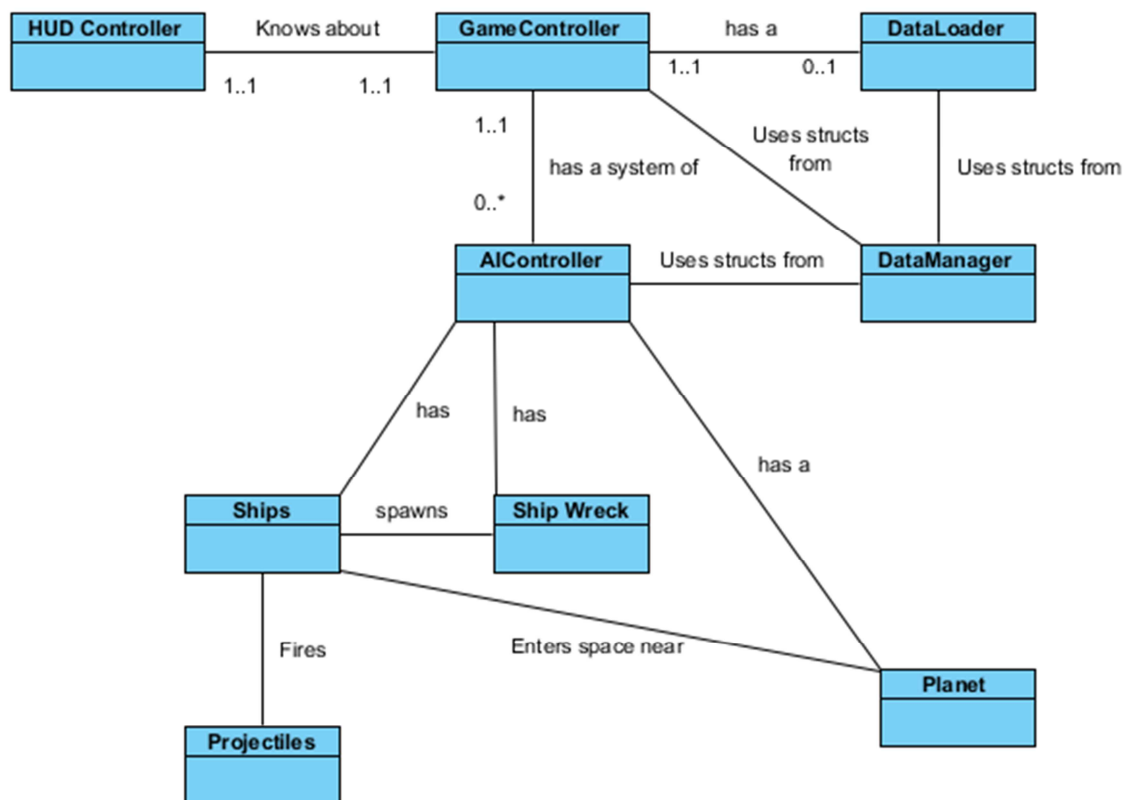 HUD Controller
Knows about
GameController
has a
DataLoader
1..1
1..1
1..1
0..1
1..1
has a system of
0..*
Uses structs
from
Uses structs from
AIController
Uses structs from
DataManager
has
has
has a
Ships
spawns
Ship Wreck
Fires
Enters space near
Planet
Projectiles